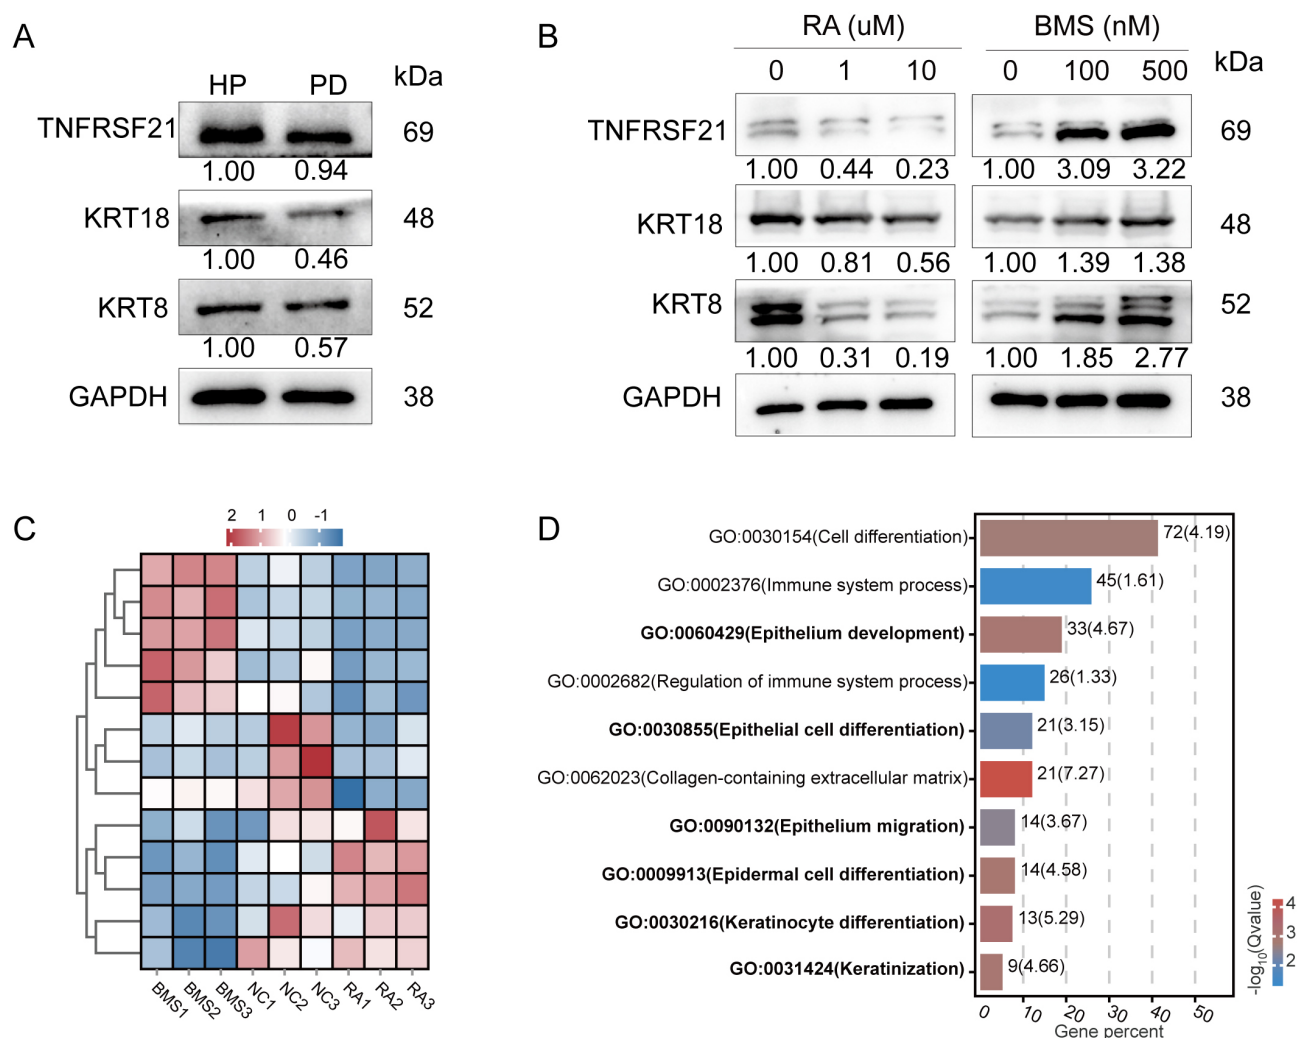 A
HP PD kDa
TNFRSF21 69
1.00 0.94
KRT18 48
1.00 0.46
KRT8 52
1.00 0.57
GAPDH 38
B
RA (uM) BMS (nM)
0 1 10 0 100 500 kDa
TNFRSF21 69
1.00 0.44 0.23 1.00 3.09 3.22
KRT18 48
1.00 0.81 0.56 1.00 1.39 1.38
KRT8 52
1.00 0.31 0.19 1.00 1.85 2.77
GAPDH 38
C
2 1 0 -1
BMS1 BMS2 BMS3 NC1 NC2 NC3 RA1 RA2 RA3
D
GO:0030154(Cell differentiation) 72(4.19)
GO:0002376(Immune system process) 45(1.61)
GO:0060429(Epithelium development) 33(4.67)
GO:0002682(Regulation of immune system process) 26(1.33)
GO:0030855(Epithelial cell differentiation) 21(3.15)
GO:0062023(Collagen-containing extracellular matrix) 21(7.27)
GO:0090132(Epithelium migration) 14(3.67)
GO:0009913(Epidermal cell differentiation) 14(4.58)
GO:0030216(Keratinocyte differentiation) 13(5.29)
GO:0031424(Keratinization) 9(4.66)
0 10 20 30 40 50
Gene percent
-log10(Qvalue)
4
3
2